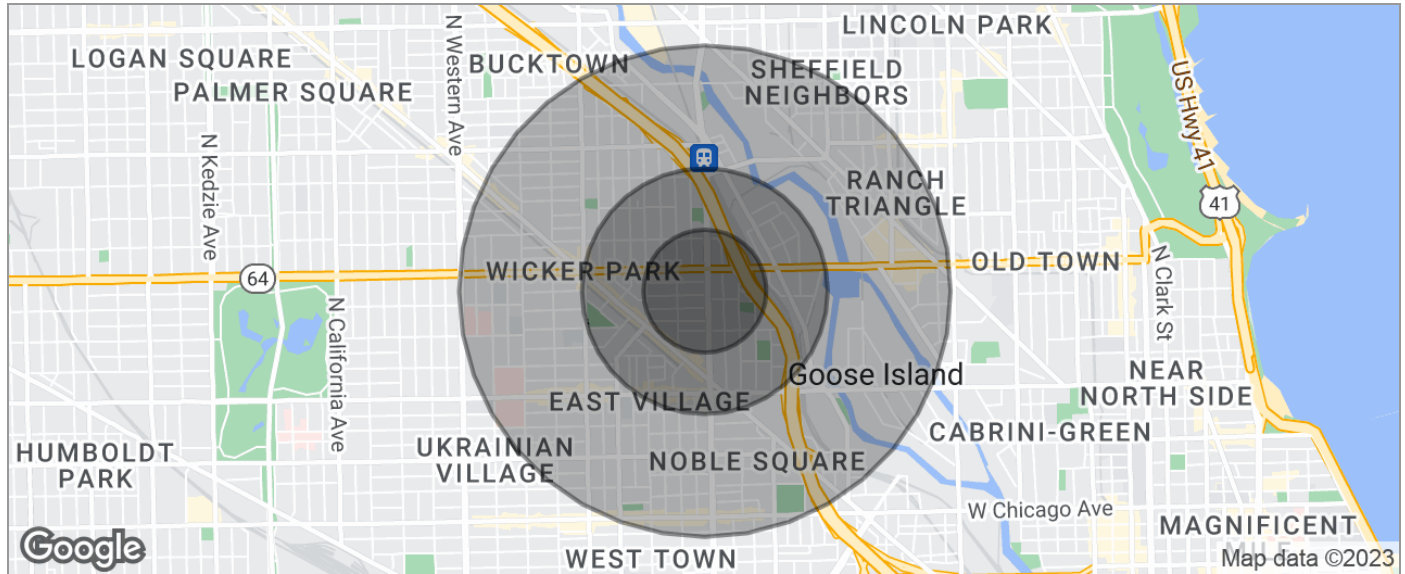 LINCOLN PARK
LOGAN SQUARE
BUCKTOWN
SHEFFIELD
NEIGHBORS
PALMER SQUARE
N Western Ave
US Hwy 41
N Kedzie Ave
RANCH
TRIANGLE
41
WICKER PARK
OLD TOWN
64
N Clark St
N California Ave
Goose Island
NEAR
NORTH SIDE
EAST VILLAGE
CABRINI-GREEN
UKRAINIAN
VILLAGE
HUMBOLDT
PARK
NOBLE SQUARE
W Chicago Ave
MAGNIFICENT
MILE
WEST TOWN
Google
Map data ©2023